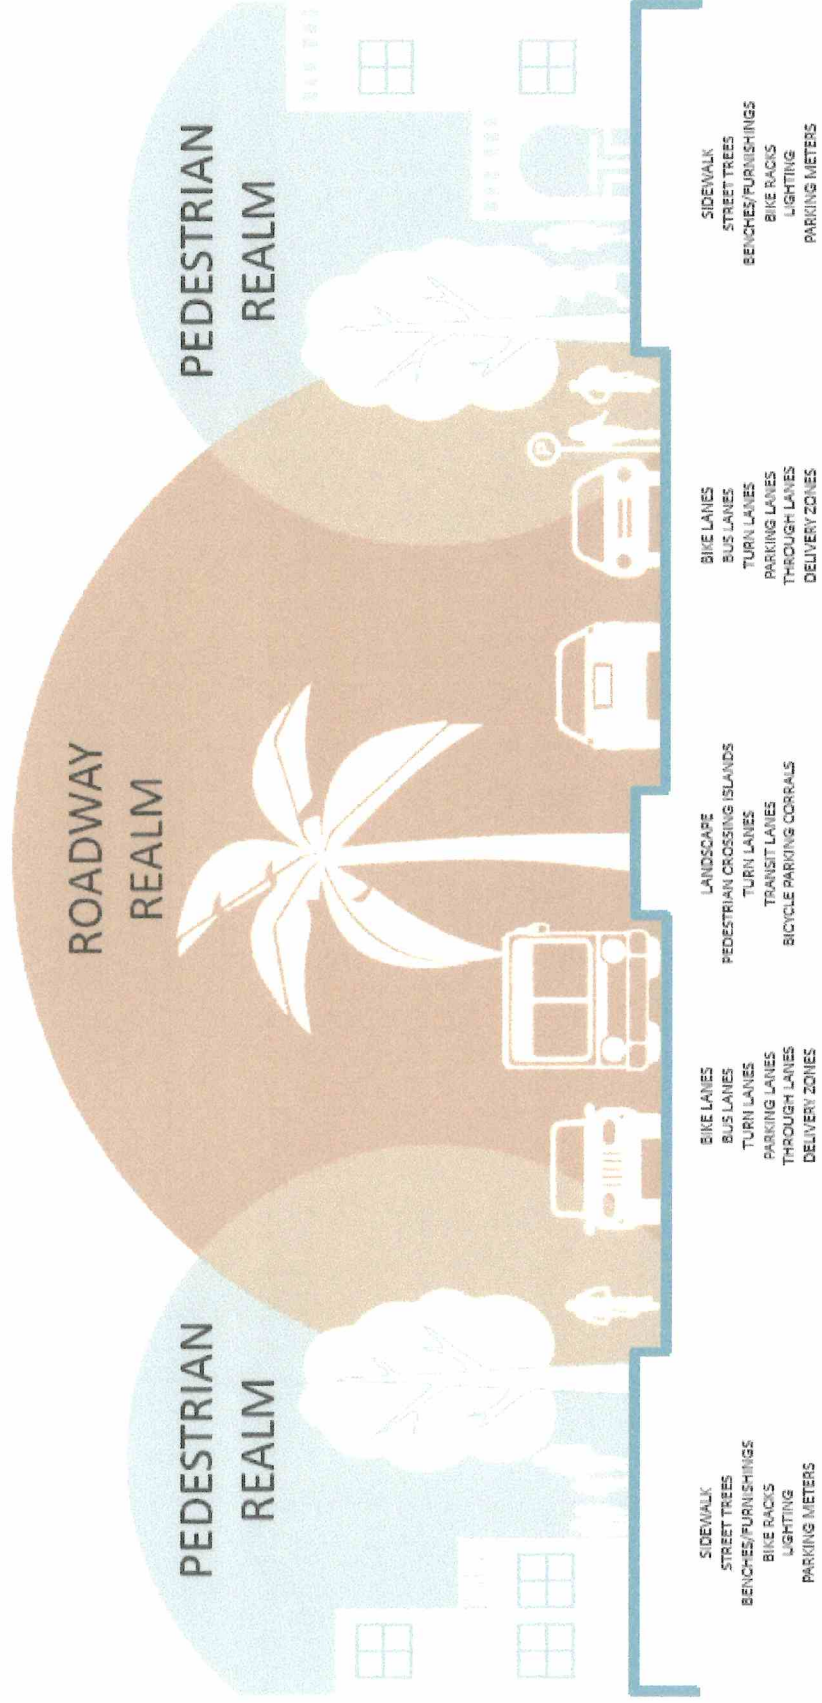 PEDESTRIAN
REALM
ROADWAY
REALM
PEDESTRIAN
REALM
P
SIDEWALK
STREET TREES
BENCHES/FURNISHINGS
BIKE RACKS
LIGHTING
PARKING METERS
BIKE LANES
BUS LANES
TURN LANES
PARKING LANES
THROUGH LANES
DELIVERY ZONES
LANDSCAPE
PEDESTRIAN CROSSING ISLANDS
TURN LANES
TRANSIT LANES
BICYCLE PARKING CORRALS
BIKE LANES
BUS LANES
TURN LANES
PARKING LANES
THROUGH LANES
DELIVERY ZONES
SIDEWALK
STREET TREES
BENCHES/FURNISHINGS
BIKE RACKS
LIGHTING
PARKING METERS